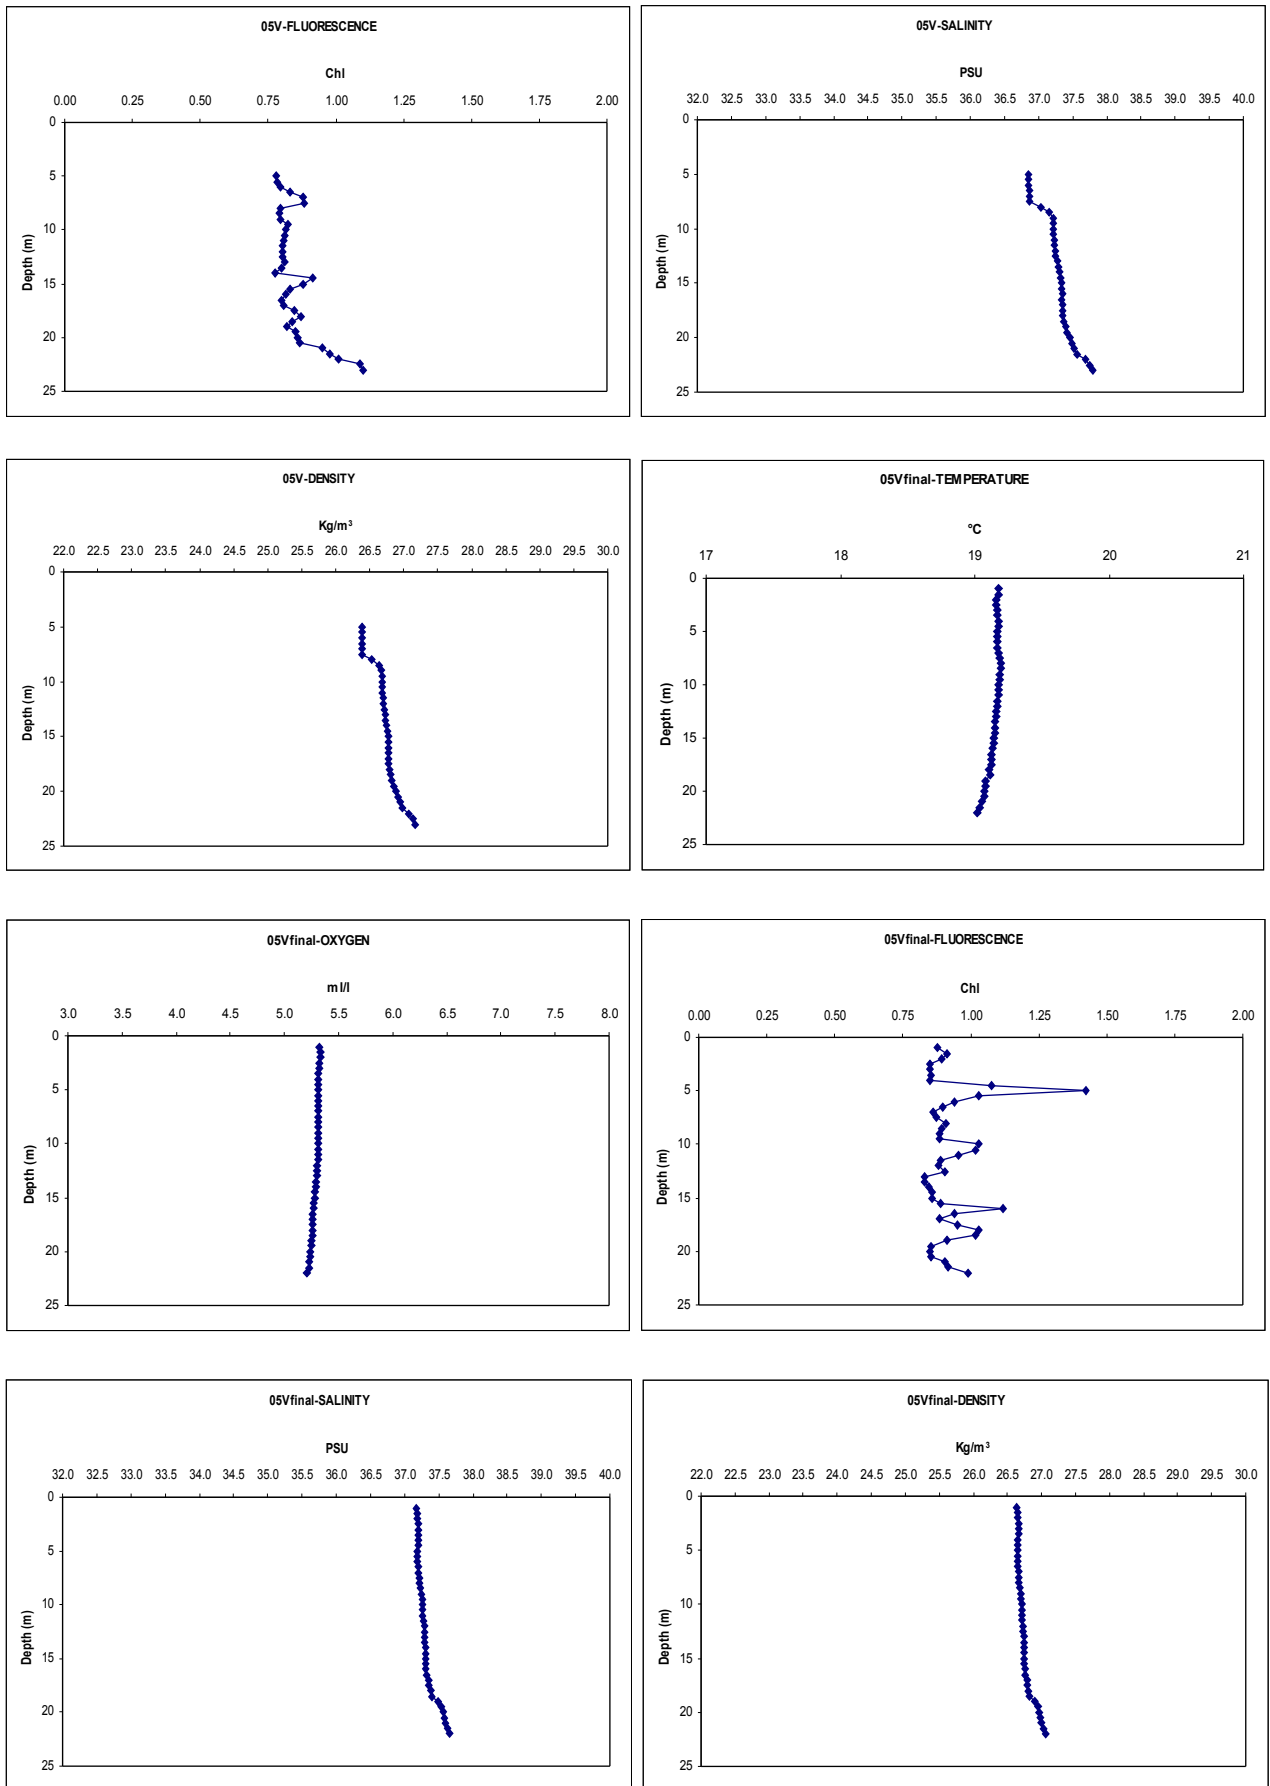 05V-FLUORESCENCE
Chl
0.00 0.25 0.50 0.75 1.00 1.25 1.50 1.75 2.00
0
5
10
15
20
25
Depth (m)
05V-SALINITY
PSU
32.0 32.5 33.0 33.5 34.0 34.5 35.0 35.5 36.0 36.5 37.0 37.5 38.0 38.5 39.0 39.5 40.0
0
5
10
15
20
25
Depth (m)
05V-DENSITY
Kg/m³
22.0 22.5 23.0 23.5 24.0 24.5 25.0 25.5 26.0 26.5 27.0 27.5 28.0 28.5 29.0 29.5 30.0
0
5
10
15
20
25
Depth (m)
05Vfinal-TEMPERATURE
°C
17 18 19 20 21
0
5
10
15
20
25
Depth (m)
05Vfinal-OXYGEN
ml/l
3.0 3.5 4.0 4.5 5.0 5.5 6.0 6.5 7.0 7.5 8.0
0
5
10
15
20
25
Depth (m)
05Vfinal-FLUORESCENCE
Chl
0.00 0.25 0.50 0.75 1.00 1.25 1.50 1.75 2.00
0
5
10
15
20
25
Depth (m)
05Vfinal-SALINITY
PSU
32.0 32.5 33.0 33.5 34.0 34.5 35.0 35.5 36.0 36.5 37.0 37.5 38.0 38.5 39.0 39.5 40.0
0
5
10
15
20
25
Depth (m)
05Vfinal-DENSITY
Kg/m³
22.0 22.5 23.0 23.5 24.0 24.5 25.0 25.5 26.0 26.5 27.0 27.5 28.0 28.5 29.0 29.5 30.0
0
5
10
15
20
25
Depth (m)